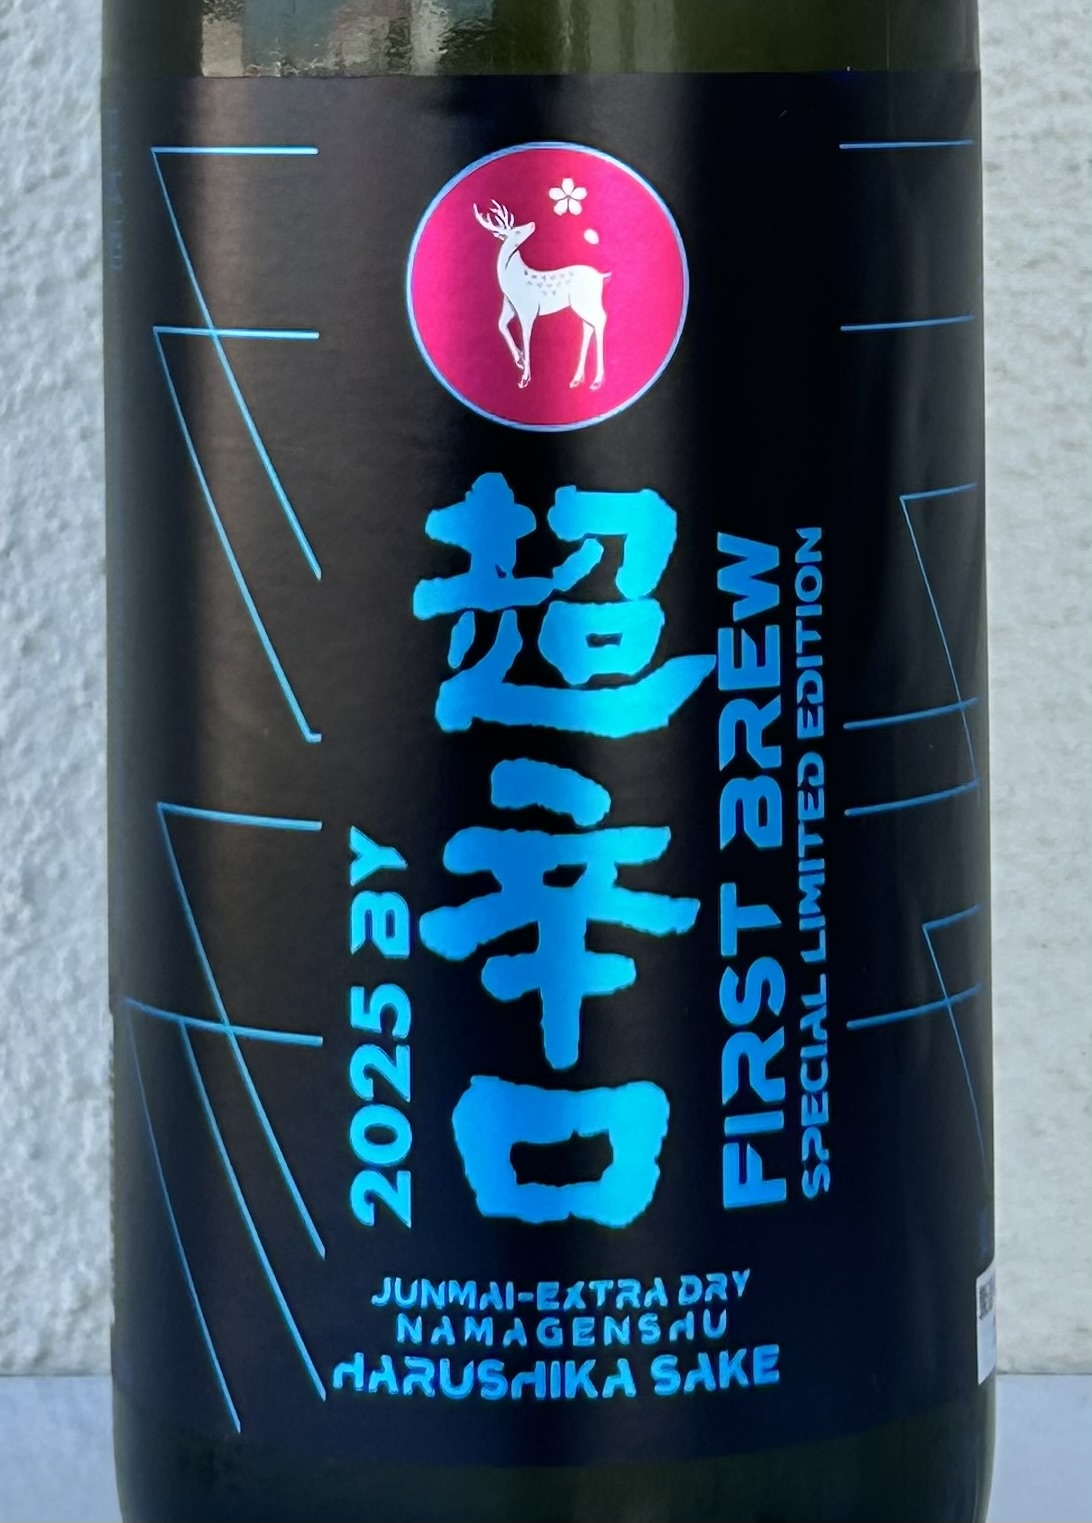 超辛口
FIRST BREW
SPECIAL LIMITED EDITION
2025 BY
JUNMAI-EXTRA DRY
NAMAGENSHU
HARUSHIKA SAKE